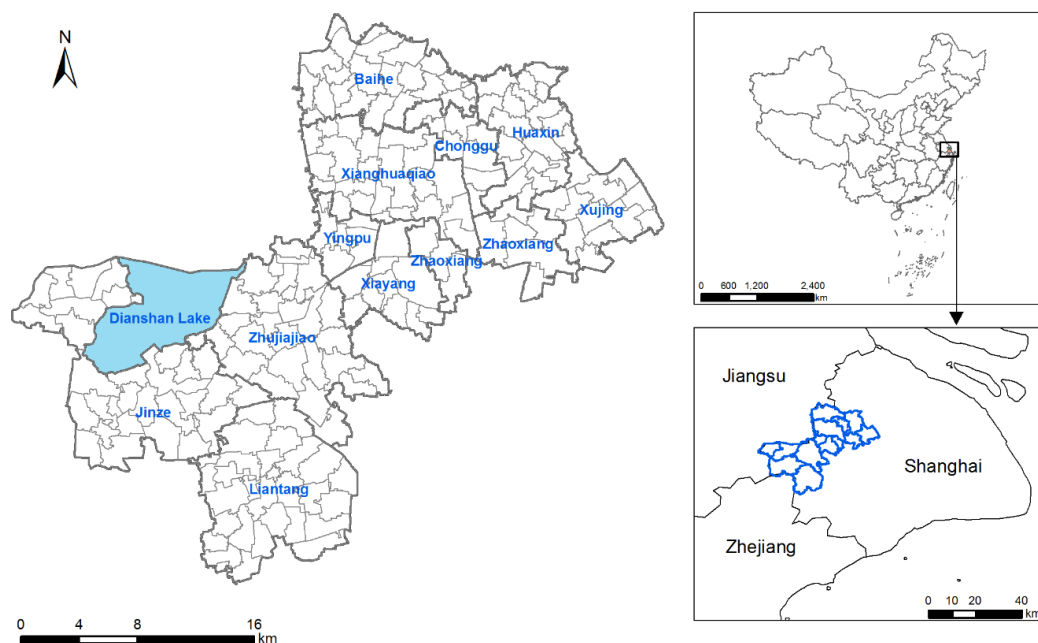 N
Baihe
Huaxin
Chonggu
Xianghuaqiao
Xujing
Yingpu
Zhaoxiang
Zhaoxiang
Xiayang
Dianshan Lake
Zhujiajiao
Jinze
Liantang
0 4 8 16
km
0 600 1,200 2,400
km
Jiangsu
Shanghai
Zhejiang
0 10 20 40
km